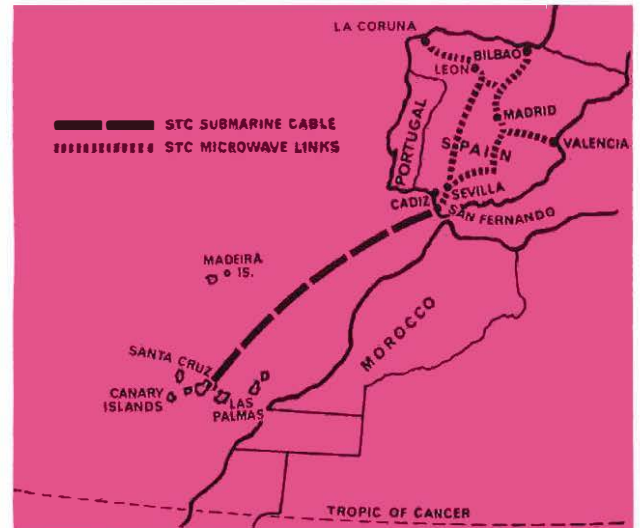 LA CORUNA
BILBAO
LEON
STC SUBMARINE CABLE
STC MICROWAVE LINKS
PORTUGAL
MADRID
SPAIN
VALENCIA
SEVILLA
CADIZ
SAN FERNANDO
MADEIRA
IS.
MOROCCO
SANTA CRUZ
CANARY
ISLANDS
LAS
PALMAS
TROPIC OF CANCER